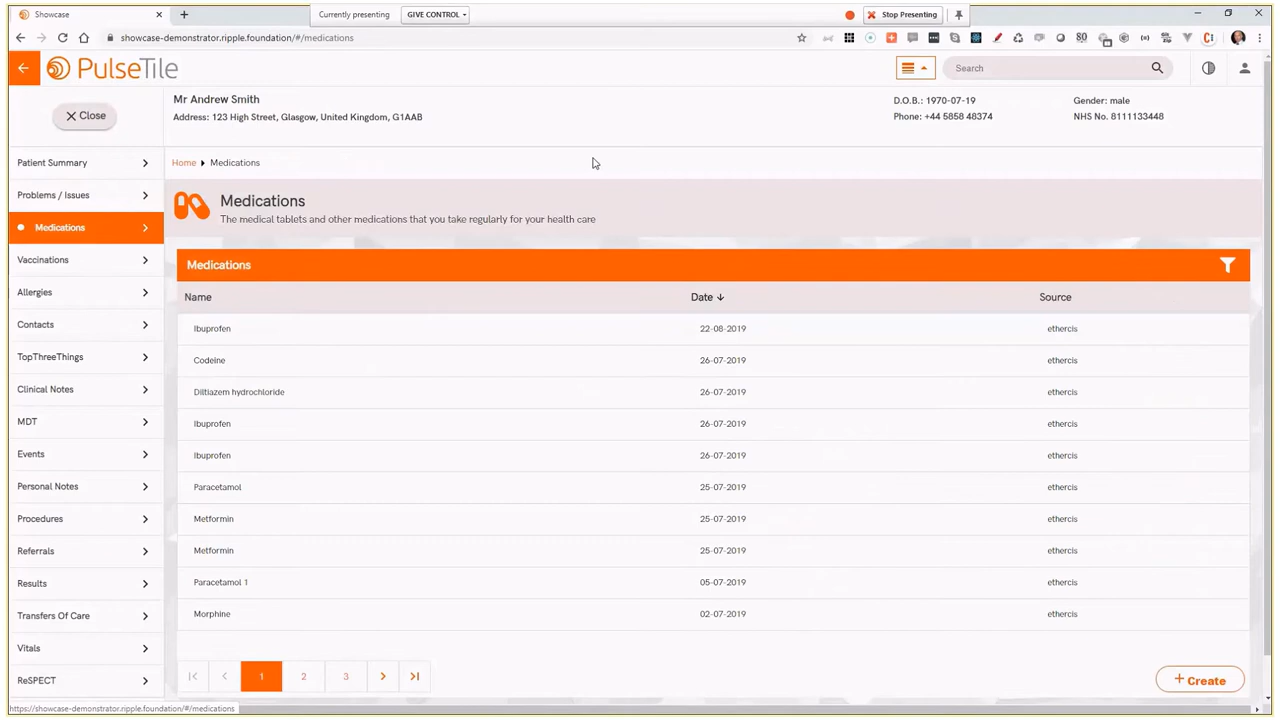 Showcase
Currently presenting
GIVE CONTROL
Stop Presenting
showcase-demonstrator.ripple.foundation/#/medications
PulseTile
Search
Close
Mr Andrew Smith
Address: 123 High Street, Glasgow, United Kingdom, G1AAB
D.O.B.: 1970-07-19
Phone: +44 5858 48374
Gender: male
NHS No. 8111133448
Patient Summary
Problems / Issues
Medications
Vaccinations
Allergies
Contacts
TopThreeThings
Clinical Notes
MDT
Events
Personal Notes
Procedures
Referrals
Results
Transfers Of Care
Vitals
ReSPECT
Home Medications
Medications
The medical tablets and other medications that you take regularly for your health care
Medications
Name Date Source
Ibuprofen 22-08-2019 ethercis
Codeine 26-07-2019 ethercis
Diltiazem hydrochloride 26-07-2019 ethercis
Ibuprofen 26-07-2019 ethercis
Ibuprofen 26-07-2019 ethercis
Paracetamol 25-07-2019 ethercis
Metformin 25-07-2019 ethercis
Metformin 25-07-2019 ethercis
Paracetamol 1 05-07-2019 ethercis
Morphine 02-07-2019 ethercis
1 2 3
+ Create
https://showcase-demonstrator.ripple.foundation/#/medications